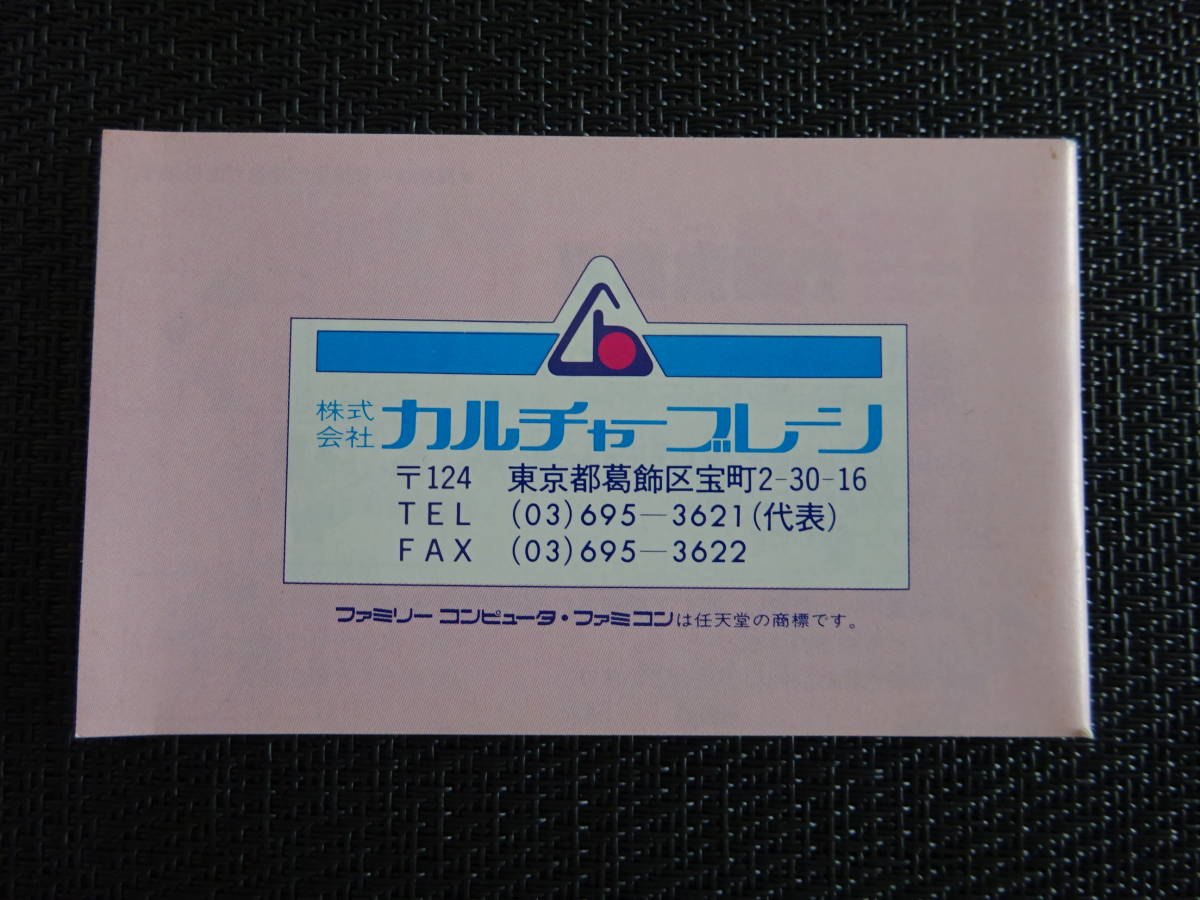 株式会社 カルチャーブレーン
〒124 東京都葛飾区宝町2-30-16
TEL (03)695—3621(代表)
FAX (03)695—3622
ファミリー コンピュータ・ファミコンは任天堂の商標です。